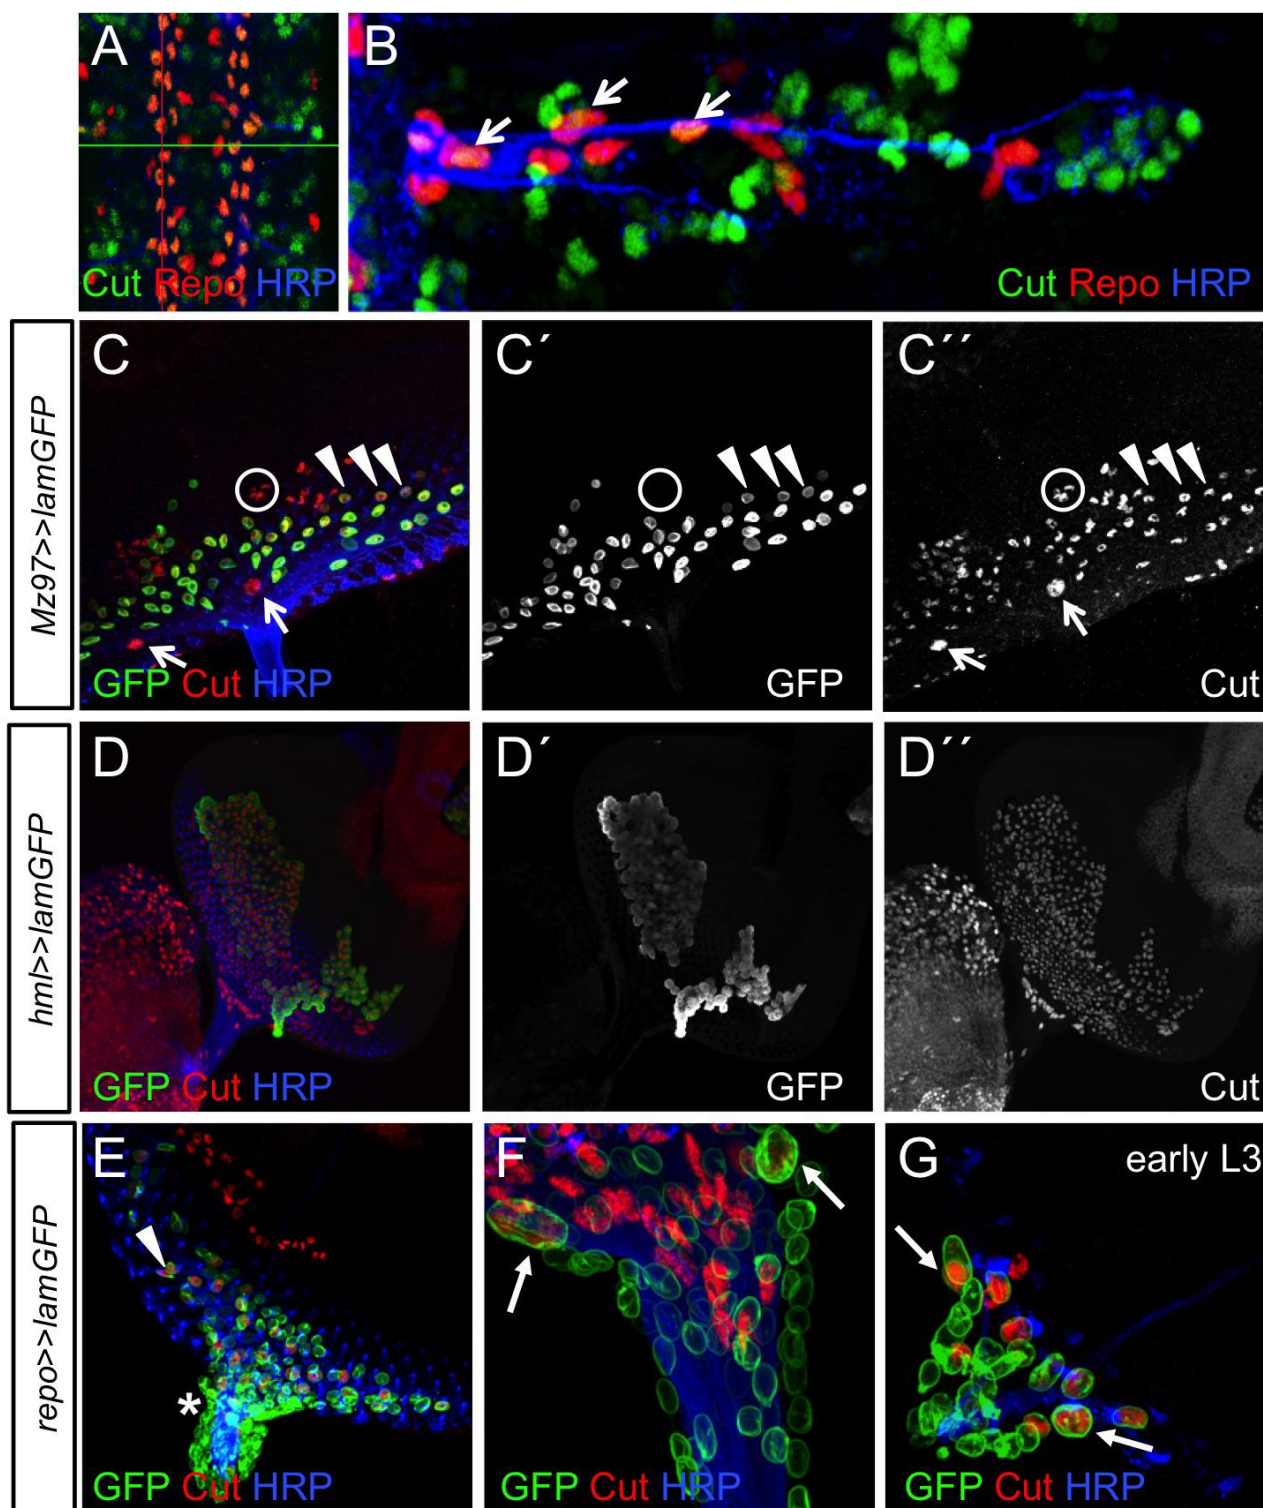 A
B
Cut Repo HRP
Cut Repo HRP
Mz97>>lamGFP
C
C´
C´´
GFP Cut HRP
GFP
Cut
hml>>lamGFP
D
D´
D´´
GFP Cut HRP
GFP
Cut
repo>>lamGFP
E
F
G
early L3
*
GFP Cut HRP
GFP Cut HRP
GFP Cut HRP